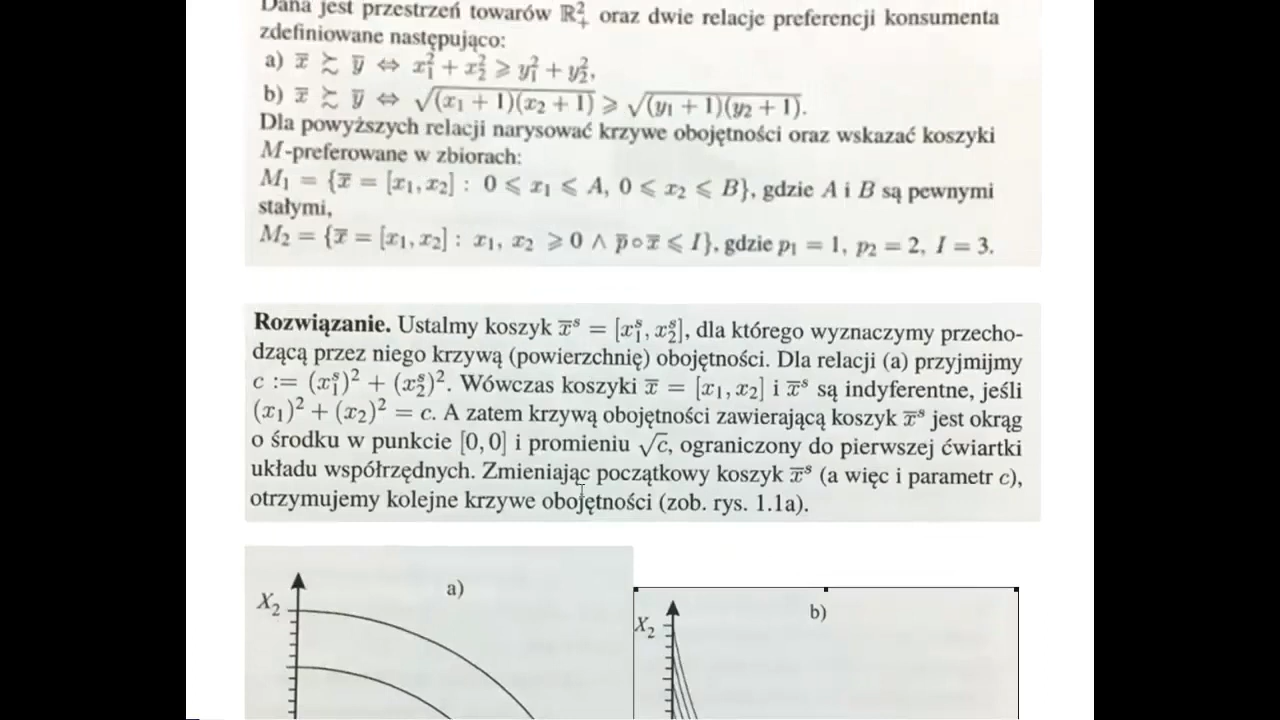 Dana jest przestrzeń towarów ℝ²₊ oraz dwie relacje preferencji konsumenta
zdefiniowane następująco:
a) x̅ ≿ y̅ ⇔ x₁² + x₂² ⩾ y₁² + y₂²,
b) x̅ ≿ y̅ ⇔ √((x₁ + 1)(x₂ + 1)) ⩾ √((y₁ + 1)(y₂ + 1)).
Dla powyższych relacji narysować krzywe obojętności oraz wskazać koszyki
M-preferowane w zbiorach:
M₁ = {x̅ = [x₁, x₂] : 0 ⩽ x₁ ⩽ A, 0 ⩽ x₂ ⩽ B}, gdzie A i B są pewnymi
stałymi,
M₂ = {x̅ = [x₁, x₂] : x₁, x₂ ⩾ 0 ∧ p̅∘x̅ ⩽ I}, gdzie p₁ = 1, p₂ = 2, I = 3.
Rozwiązanie. Ustalmy koszyk x̅ˢ = [x₁ˢ, x₂ˢ], dla którego wyznaczymy przecho-
dzącą przez niego krzywą (powierzchnię) obojętności. Dla relacji (a) przyjmijmy
c := (x₁ˢ)² + (x₂ˢ)². Wówczas koszyki x̅ = [x₁, x₂] i x̅ˢ są indyferentne, jeśli
(x₁)² + (x₂)² = c. A zatem krzywą obojętności zawierającą koszyk x̅ˢ jest okrąg
o środku w punkcie [0, 0] i promieniu √c, ograniczony do pierwszej ćwiartki
układu współrzędnych. Zmieniając początkowy koszyk x̅ˢ (a więc i parametr c),
otrzymujemy kolejne krzywe obojętności (zob. rys. 1.1a).
a)
X₂
b)
X₂